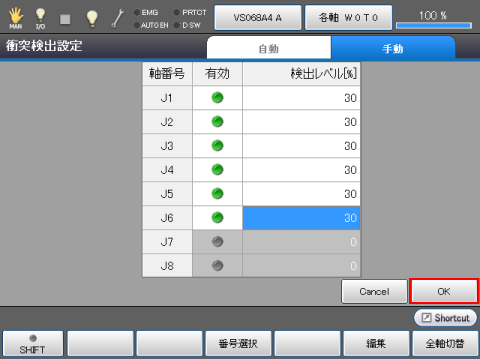 EMG PRTCT
MAN I/O AUTO EN D SW VS068A4 A 各軸 W 0 T 0 100 %
衝突検出設定 自動 手動
軸番号 有効 検出レベル[%]
J1 30
J2 30
J3 30
J4 30
J5 30
J6 30
J7 0
J8 0
Cancel OK
Shortcut
SHIFT 番号選択 編集 全軸切替